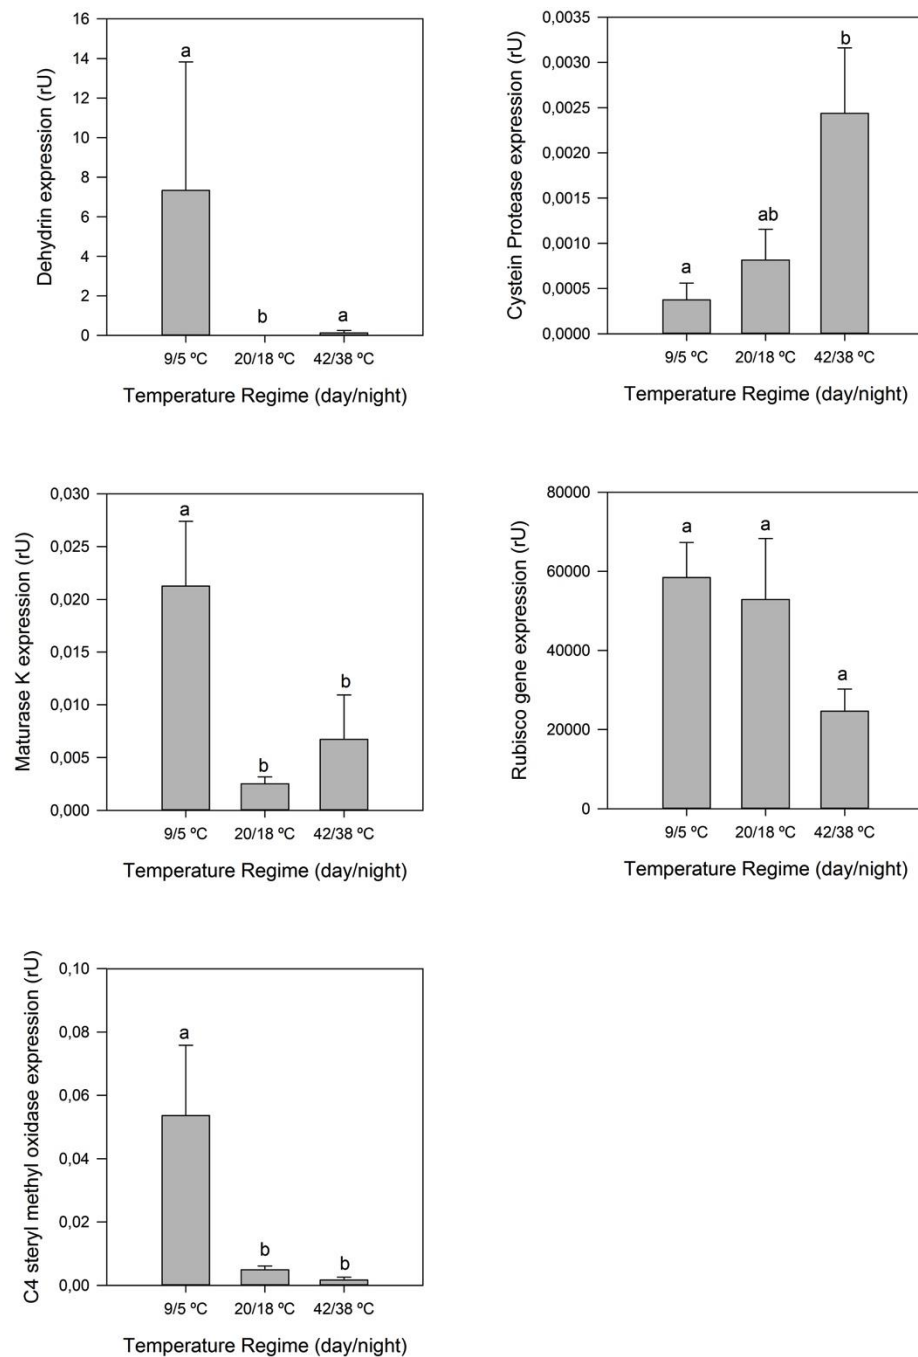 Dehydrin expression (rU)
16
14
12
10
8
6
4
2
0
a
b
a
9/5 ºC 20/18 ºC 42/38 ºC
Temperature Regime (day/night)
Cystein Protease expression (rU)
0,0035
0,0030
0,0025
0,0020
0,0015
0,0010
0,0005
0,0000
a
ab
b
9/5 ºC 20/18 ºC 42/38 ºC
Temperature Regime (day/night)
Maturase K expression (rU)
0,030
0,025
0,020
0,015
0,010
0,005
0,000
a
b
b
9/5 ºC 20/18 ºC 42/38 ºC
Temperature Regime (day/night)
Rubisco gene expression (rU)
80000
60000
40000
20000
0
a
a
a
9/5 ºC 20/18 ºC 42/38 ºC
Temperature Regime (day/night)
C4 steryl methyl oxidase expression (rU)
0,10
0,08
0,06
0,04
0,02
0,00
a
b
b
9/5 ºC 20/18 ºC 42/38 ºC
Temperature Regime (day/night)